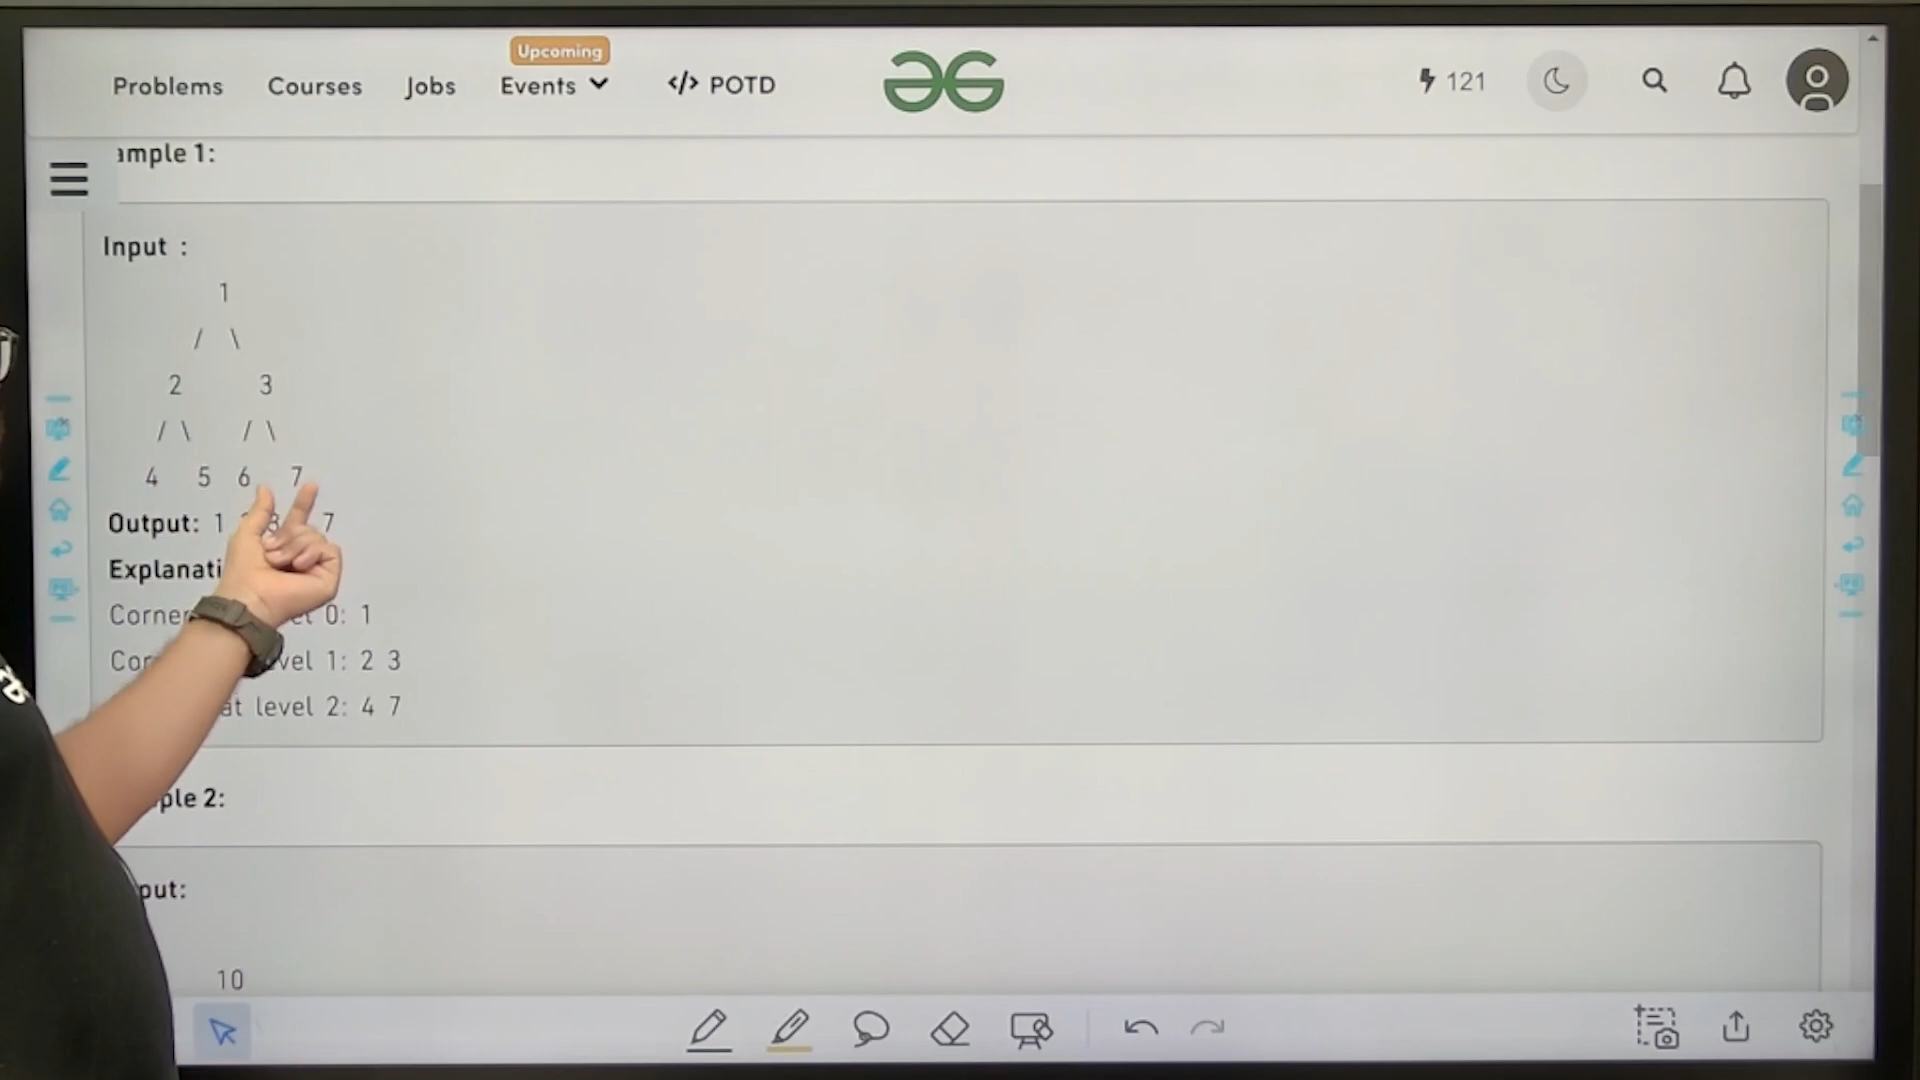 Upcoming
Problems Courses Jobs Events </> POTD 121
ample 1:
Input :
1
/ \
2 3
/ \ / \
4 5 6 7
Output: 1 7
Explanati
Corner 0: 1
Cor vel 1: 2 3
at level 2: 4 7
ple 2:
put:
10